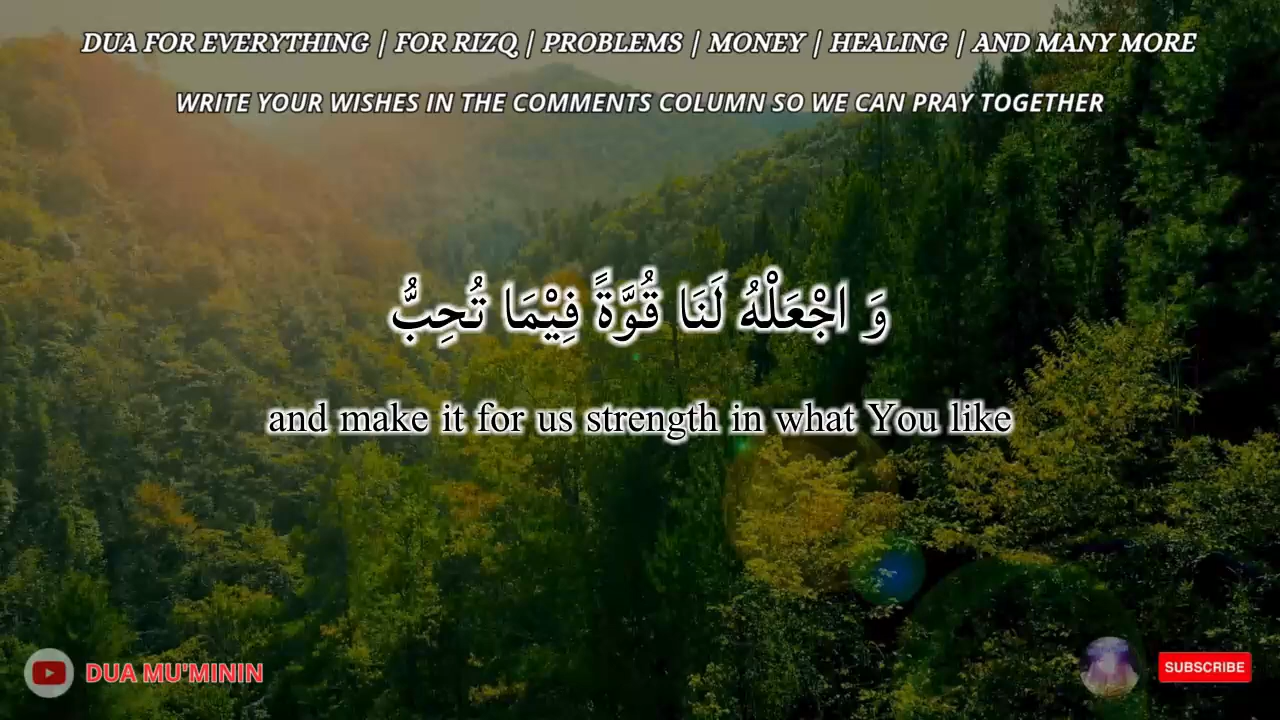 DUA FOR EVERYTHING | FOR RIZQ | PROBLEMS | MONEY | HEALING | AND MANY MORE
WRITE YOUR WISHES IN THE COMMENTS COLUMN SO WE CAN PRAY TOGETHER
وَ اجْعَلْهُ لَنَا قُوَّةً فِيْمَا تُحِبُّ
and make it for us strength in what You like
DUA MU'MININ
SUBSCRIBE